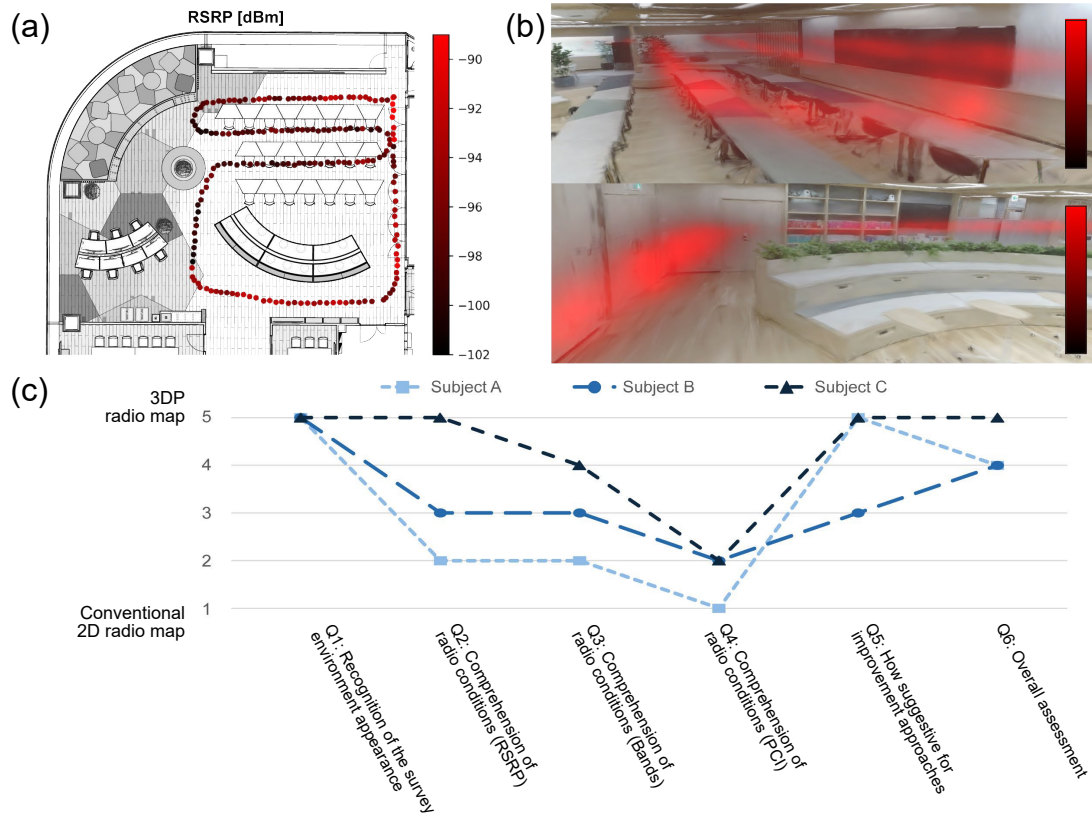 (a)
RSRP [dBm]
−90
−92
−94
−96
−98
−100
−102
(b)
(c)
Subject A
Subject B
Subject C
3DP
radio map
5
4
3
2
1
Conventional
2D radio map
Q1: Recognition of the survey
environment appearance
Q2: Comprehension of
radio conditions (RSRP)
Q3: Comprehension of
radio conditions (Bands)
Q4: Comprehension of
radio conditions (PCI)
Q5: How suggestive for
improvement approaches
Q6: Overall assessment